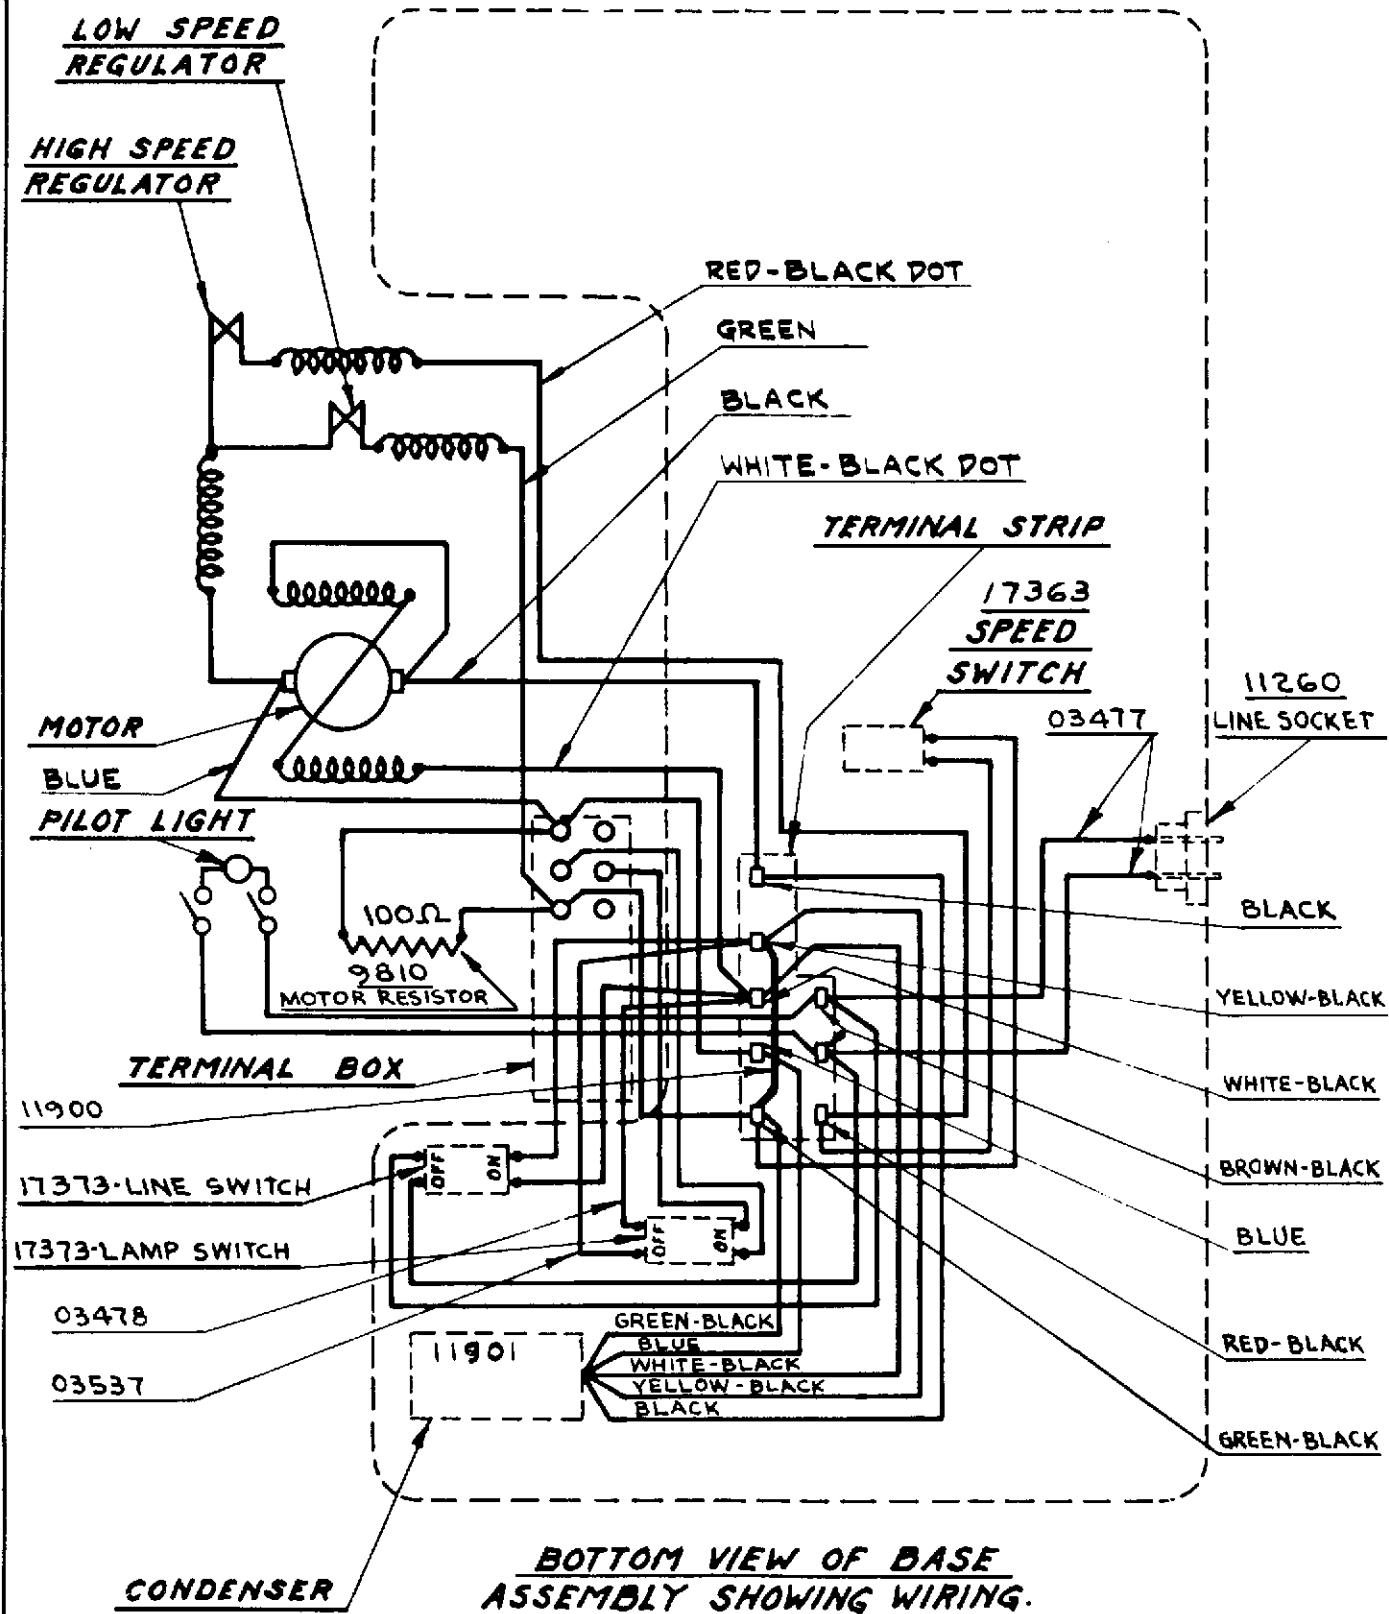 LOW SPEED
REGULATOR
HIGH SPEED
REGULATOR
RED-BLACK DOT
GREEN
BLACK
WHITE-BLACK DOT
TERMINAL STRIP
17363
SPEED
SWITCH
11260
LINE SOCKET
03477
MOTOR
BLUE
PILOT LIGHT
100Ω
9810
MOTOR RESISTOR
BLACK
YELLOW-BLACK
TERMINAL BOX
WHITE-BLACK
11900
BROWN-BLACK
OFF
ON
17373-LINE SWITCH
BLUE
17373-LAMP SWITCH
OFF
ON
03478
GREEN-BLACK
11901
BLUE
RED-BLACK
WHITE-BLACK
03537
YELLOW-BLACK
BLACK
GREEN-BLACK
CONDENSER
BOTTOM VIEW OF BASE
ASSEMBLY SHOWING WIRING.